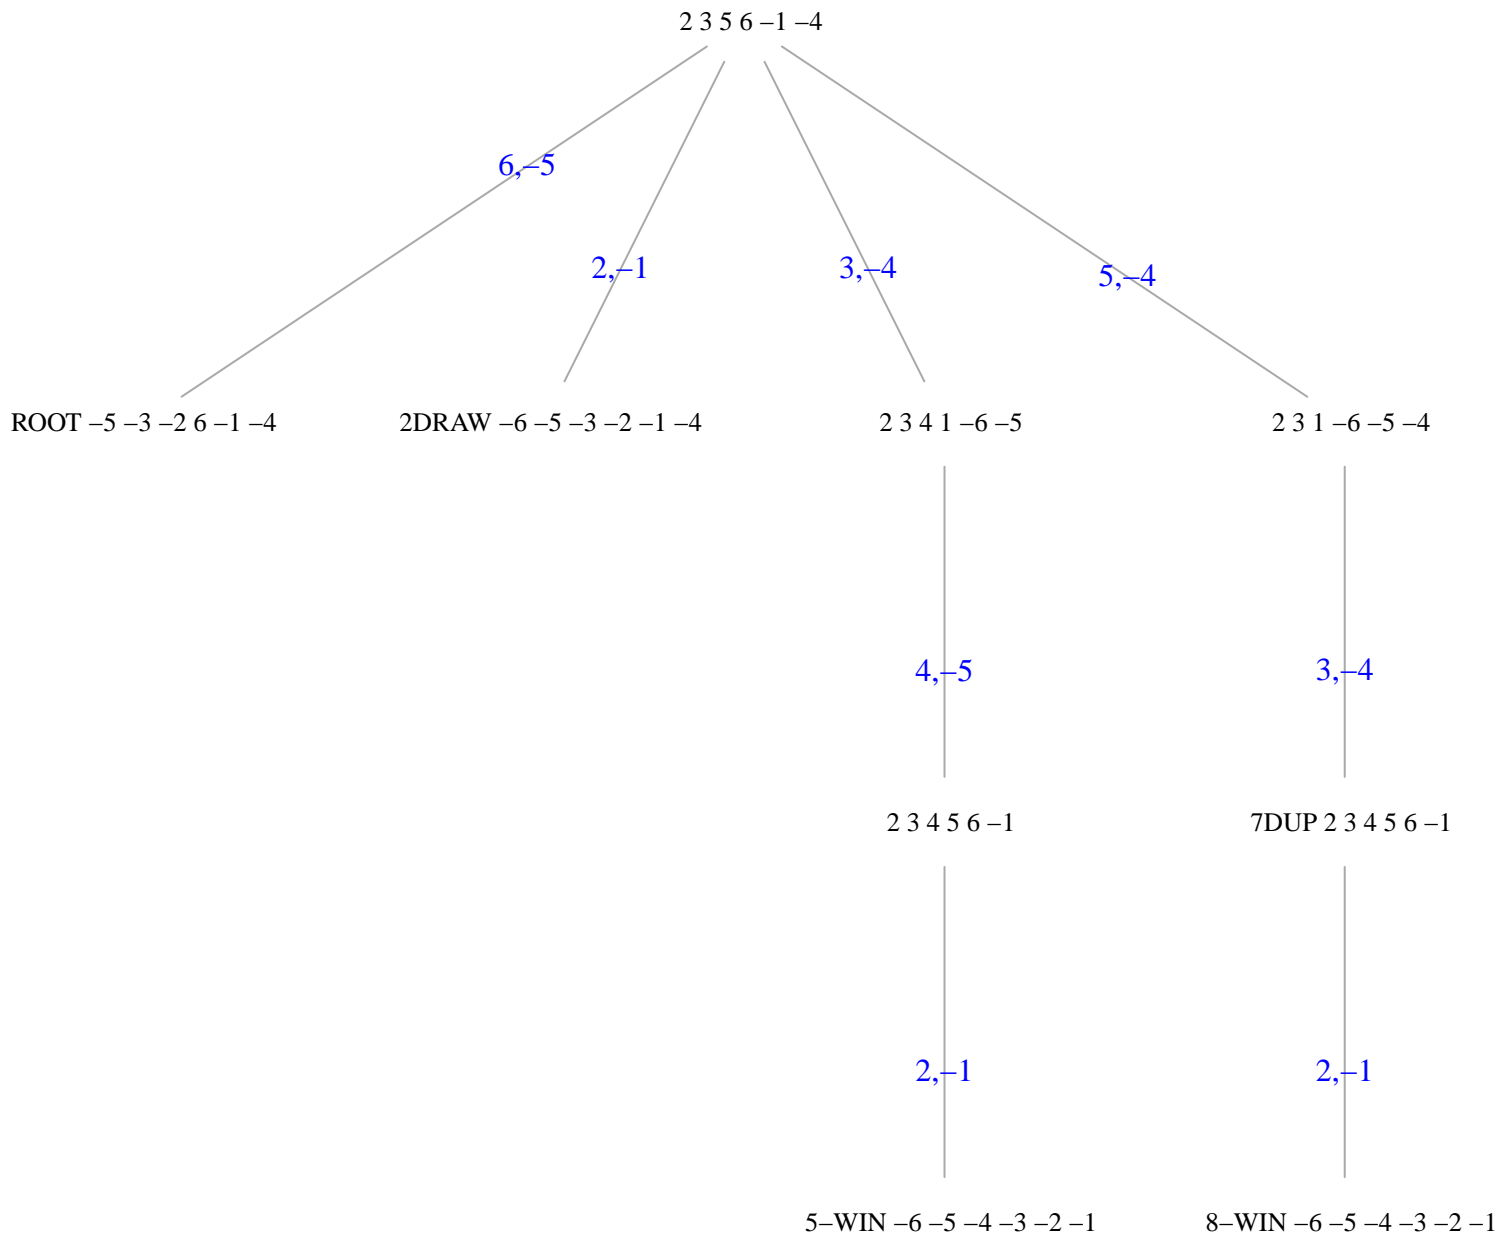 2 3 5 6 –1 –4
6,–5
2,–1
3,–4
5,–4
ROOT –5 –3 –2 6 –1 –4
2DRAW –6 –5 –3 –2 –1 –4
2 3 4 1 –6 –5
2 3 1 –6 –5 –4
4,–5
3,–4
2 3 4 5 6 –1
7DUP 2 3 4 5 6 –1
2,–1
2,–1
5–WIN –6 –5 –4 –3 –2 –1
8–WIN –6 –5 –4 –3 –2 –1